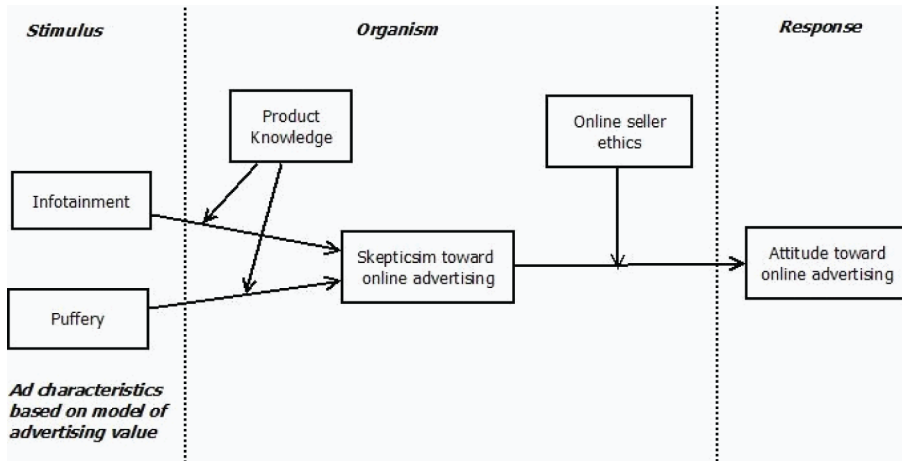 Stimulus
Organism
Response
Product
Knowledge
Online seller
ethics
Infotainment
Skepticsim toward
online advertising
Attitude toward
online advertising
Puffery
Ad characteristics
based on model of
advertising value